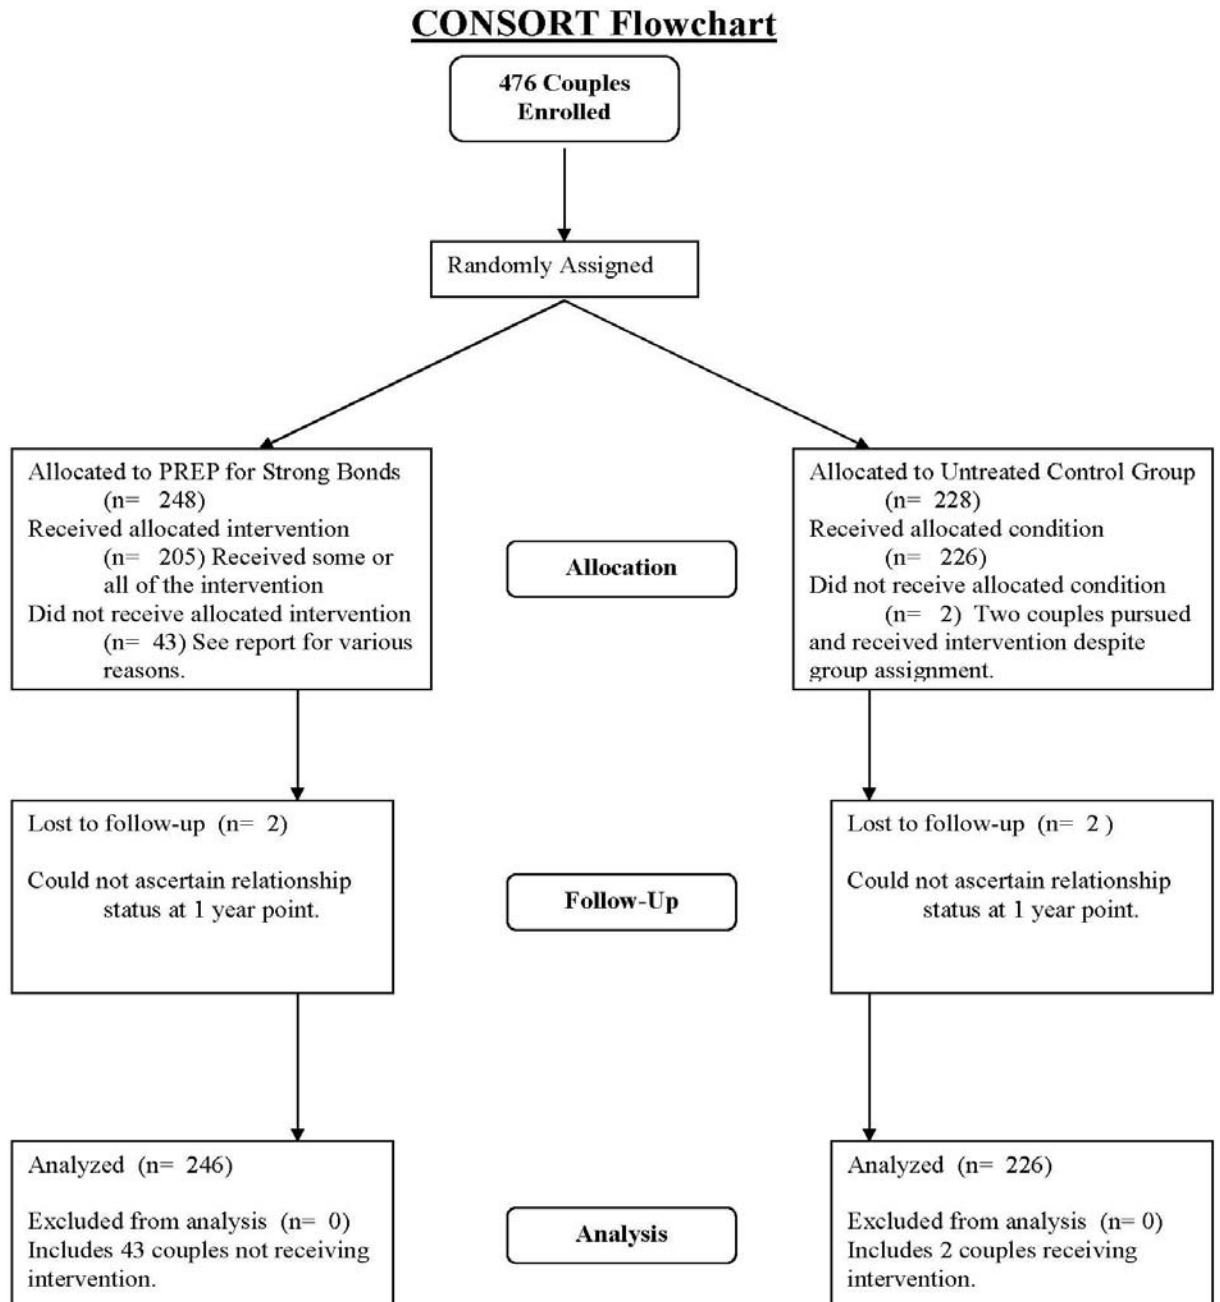 CONSORT Flowchart
476 Couples
Enrolled
Randomly Assigned
Allocated to PREP for Strong Bonds
(n= 248)
Received allocated intervention
(n= 205) Received some or
all of the intervention
Did not receive allocated intervention
(n= 43) See report for various
reasons.
Allocation
Allocated to Untreated Control Group
(n= 228)
Received allocated condition
(n= 226)
Did not receive allocated condition
(n= 2) Two couples pursued
and received intervention despite
group assignment.
Lost to follow-up (n= 2)
Could not ascertain relationship
status at 1 year point.
Follow-Up
Lost to follow-up (n= 2 )
Could not ascertain relationship
status at 1 year point.
Analyzed (n= 246)
Excluded from analysis (n= 0)
Includes 43 couples not receiving
intervention.
Analysis
Analyzed (n= 226)
Excluded from analysis (n= 0)
Includes 2 couples receiving
intervention.